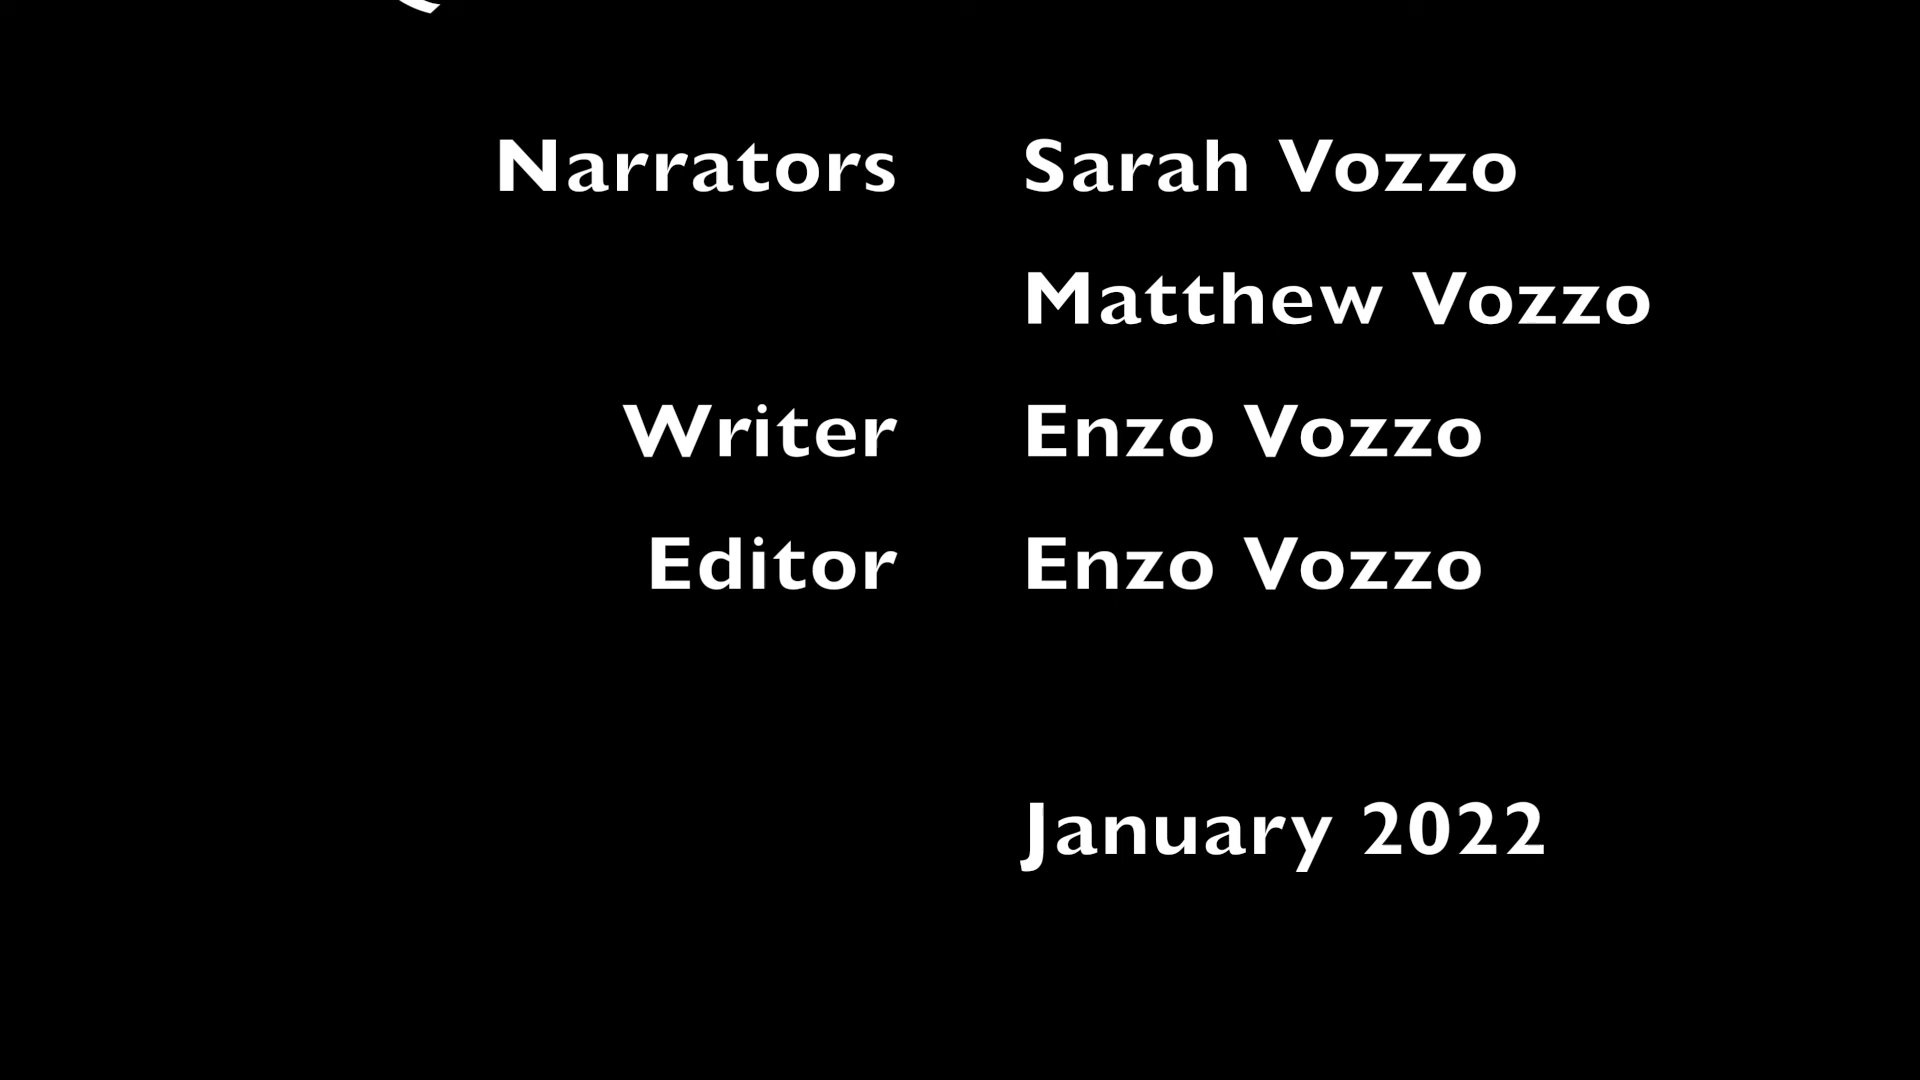 Narrators Sarah Vozzo
Matthew Vozzo
Writer Enzo Vozzo
Editor Enzo Vozzo
January 2022